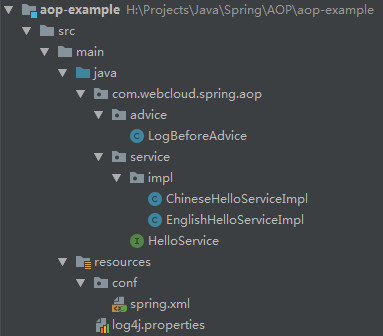 aop-example H:\Projects\Java\Spring\AOP\aop-example
src
main
java
com.webcloud.spring.aop
advice
LogBeforeAdvice
service
impl
ChineseHelloServiceImpl
EnglishHelloServiceImpl
HelloService
resources
conf
spring.xml
log4j.properties